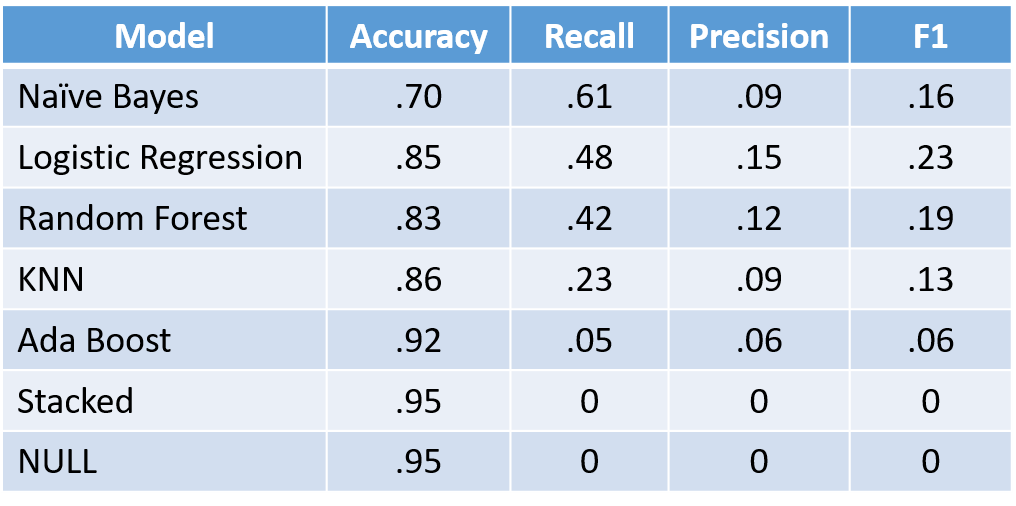 Model Accuracy Recall Precision F1
Naïve Bayes .70 .61 .09 .16
Logistic Regression .85 .48 .15 .23
Random Forest .83 .42 .12 .19
KNN .86 .23 .09 .13
Ada Boost .92 .05 .06 .06
Stacked .95 0 0 0
NULL .95 0 0 0